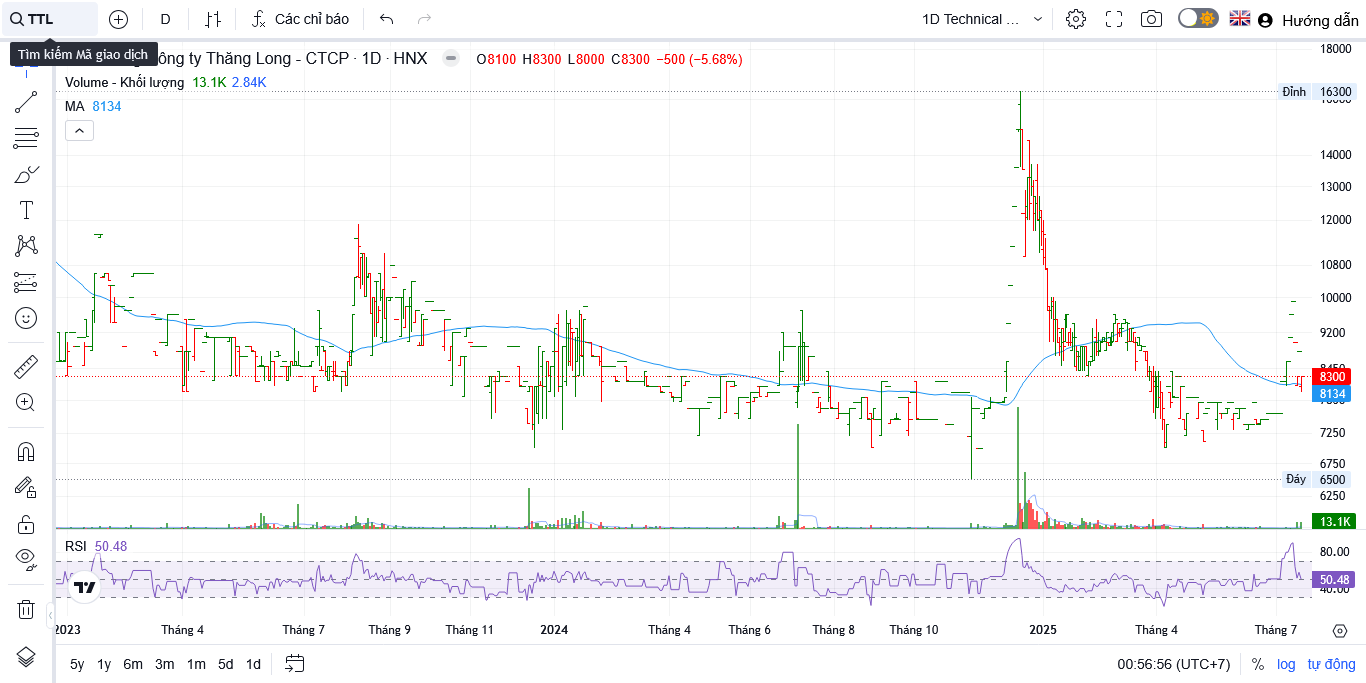 TTL D Các chỉ báo 1D Technical ... Hướng dẫn
Tìm kiếm Mã giao dịch
ông ty Thăng Long - CTCP · 1D · HNX O8100 H8300 L8000 C8300 −500 (−5.68%)
Volume - Khối lượng 13.1K 2.84K
MA 8134
18000
Đỉnh 16300
14000
13000
12000
10800
10000
9200
8300
8134
7250
6750
Đáy 6500
6250
13.1K
RSI 50.48
80.00
50.48
40.00
2023 Tháng 4 Tháng 7 Tháng 9 Tháng 11 2024 Tháng 4 Tháng 6 Tháng 8 Tháng 10 2025 Tháng 4 Tháng 7
5y 1y 6m 3m 1m 5d 1d 00:56:56 (UTC+7) % log tự động